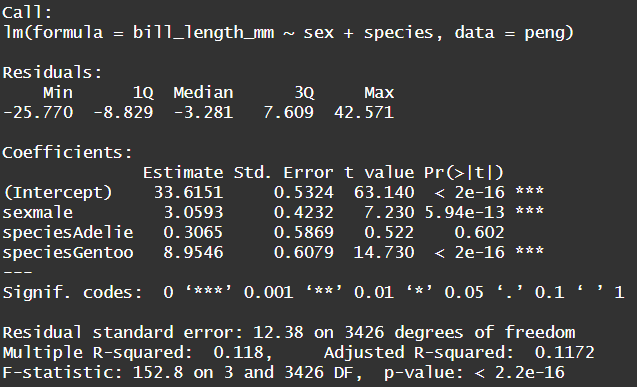 Call:
lm(formula = bill_length_mm ~ sex + species, data = peng)

Residuals:
    Min      1Q  Median      3Q     Max
-25.770  -8.829  -3.281   7.609  42.571

Coefficients:
              Estimate Std. Error t value Pr(>|t|)
(Intercept)    33.6151     0.5324  63.140  < 2e-16 ***
sexmale         3.0593     0.4232   7.230 5.94e-13 ***
speciesAdelie   0.3065     0.5869   0.522    0.602
speciesGentoo   8.9546     0.6079  14.730  < 2e-16 ***
---
Signif. codes:  0 ‘***’ 0.001 ‘**’ 0.01 ‘*’ 0.05 ‘.’ 0.1 ‘ ’ 1

Residual standard error: 12.38 on 3426 degrees of freedom
Multiple R-squared:  0.118,	Adjusted R-squared:  0.1172
F-statistic: 152.8 on 3 and 3426 DF,  p-value: < 2.2e-16